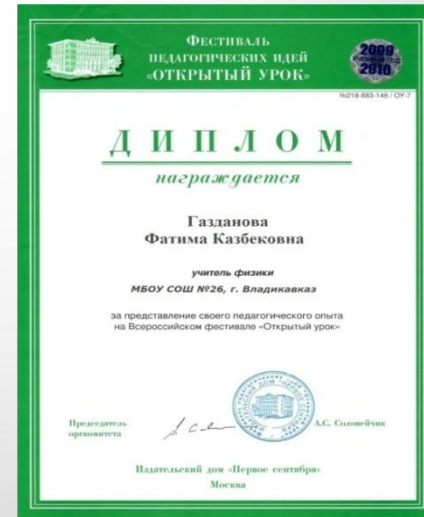 Фестиваль
педагогических идей
«ОТКРЫТЫЙ УРОК»
2009
2010
№218-883-148 / ОУ-7
ДИПЛОМ
награждается
Газданова
Фатима Казбековна
учитель физики
МБОУ СОШ №26, г. Владикавказ
за представление своего педагогического опыта
на Всероссийском фестивале «Открытый урок»
Председатель
оргкомитета
А.С. Соловейчик
Издательский дом «Первое сентября»
Москва